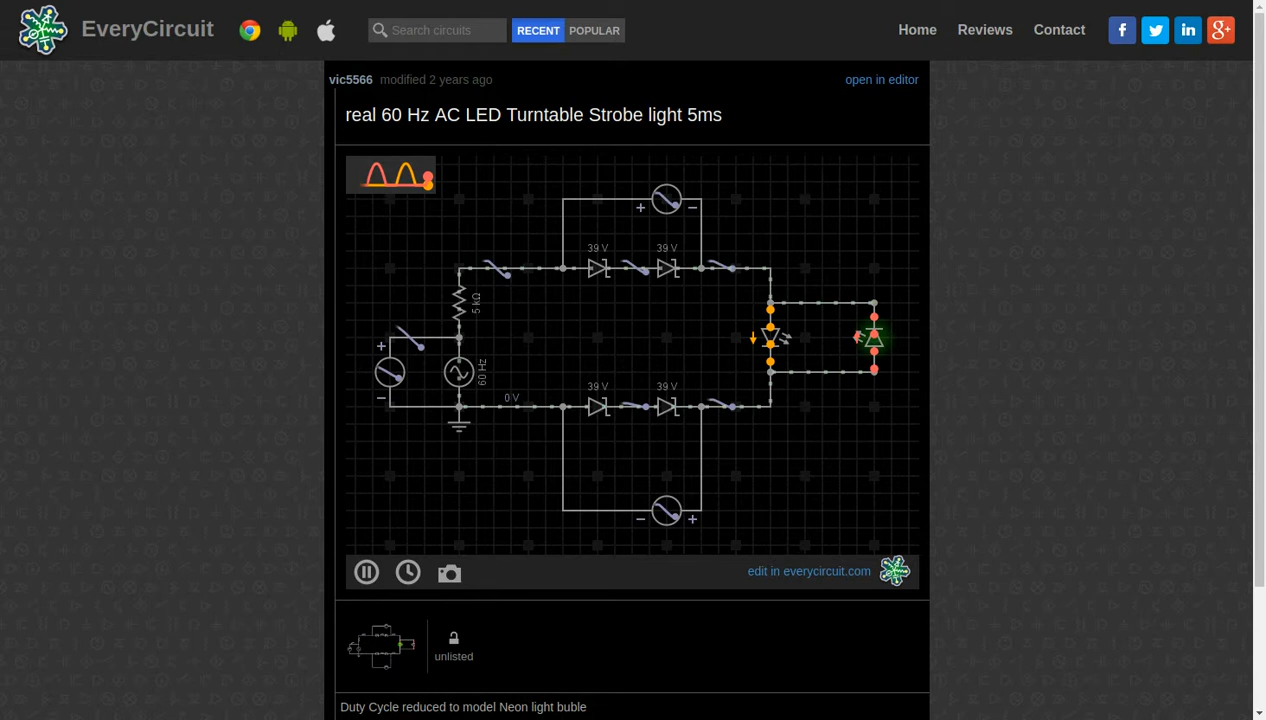 EveryCircuit
Search circuits
RECENT
POPULAR
Home
Reviews
Contact
f
in
g+
vic5566 modified 2 years ago
open in editor
real 60 Hz AC LED Turntable Strobe light 5ms
+
−
39 V
39 V
5 kΩ
+
−
60 Hz
0 V
39 V
39 V
−
+
edit in everycircuit.com
unlisted
Duty Cycle reduced to model Neon light buble